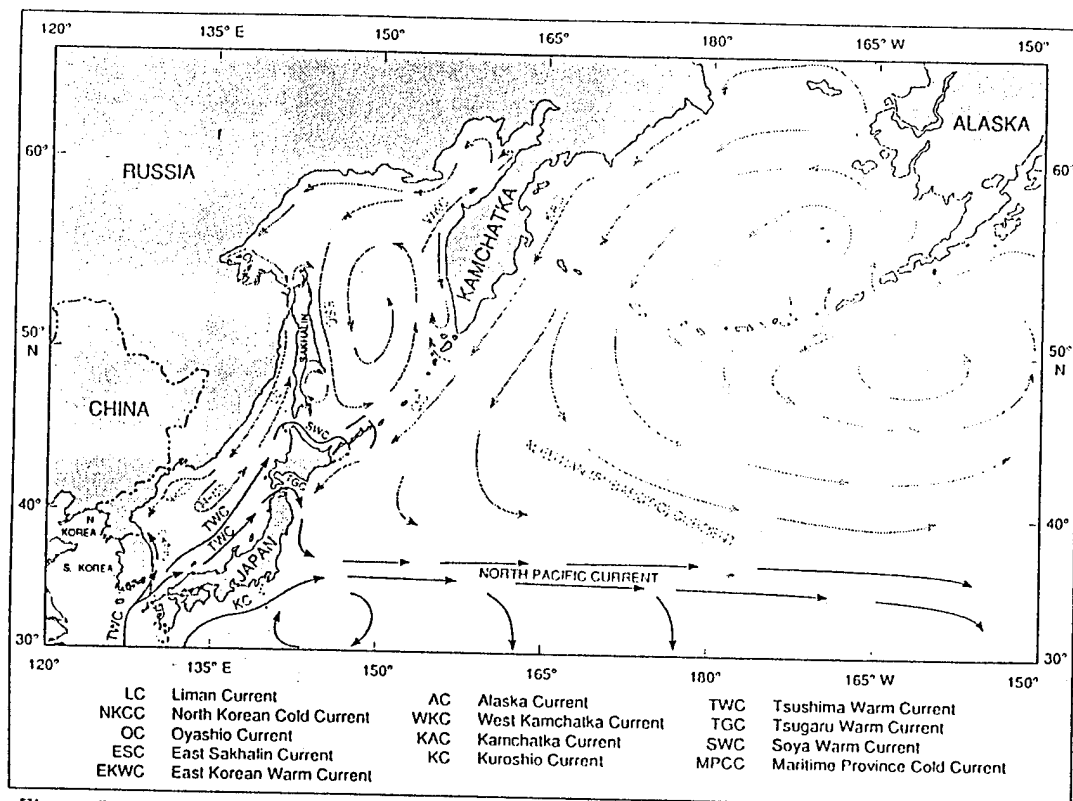 120° 135° E 150° 165° 180° 165° W 150°
60°
RUSSIA
ALASKA
60°
WKC
KAMCHATKA
50°
N
SAKHALIN
50°
N
CHINA
SWC
TGC
40°
TWC
TWC
40°
N
KOREA
S. KOREA
JAPAN
NORTH PACIFIC CURRENT
TWC
KC
30°
30°
120° 135° E 150° 165° 180° 165° W 150°
LC Liman Current
NKCC North Korean Cold Current
OC Oyashio Current
ESC East Sakhalin Current
EKWC East Korean Warm Current
AC Alaska Current
WKC West Kamchatka Current
KAC Kamchatka Current
KC Kuroshio Current
TWC Tsushima Warm Current
TGC Tsugaru Warm Current
SWC Soya Warm Current
MPCC Maritime Province Cold Current